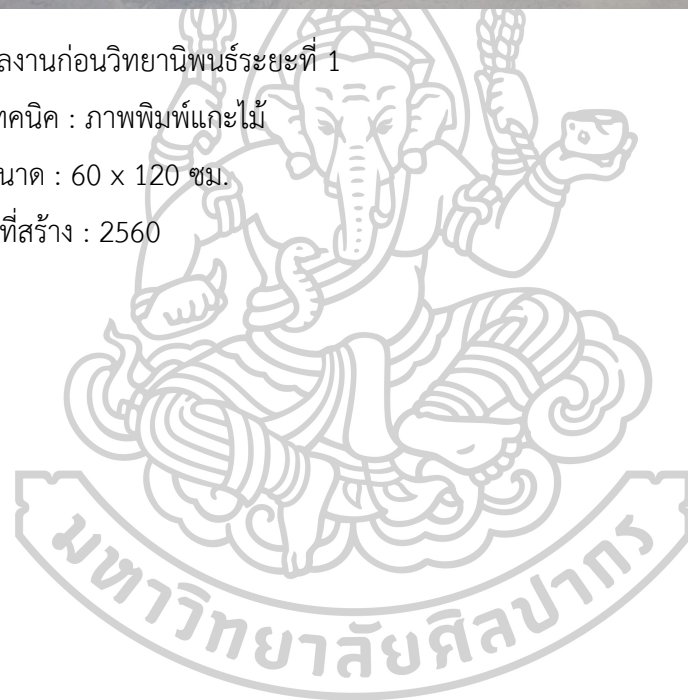 ลงานก่อนวิทยานิพนธ์ระยะที่ 1
ทคนิค : ภาพพิมพ์แกะไม้
นาด : 60 x 120 ซม.
ที่สร้าง : 2560
มหาวิทยาลัยศิลปากร